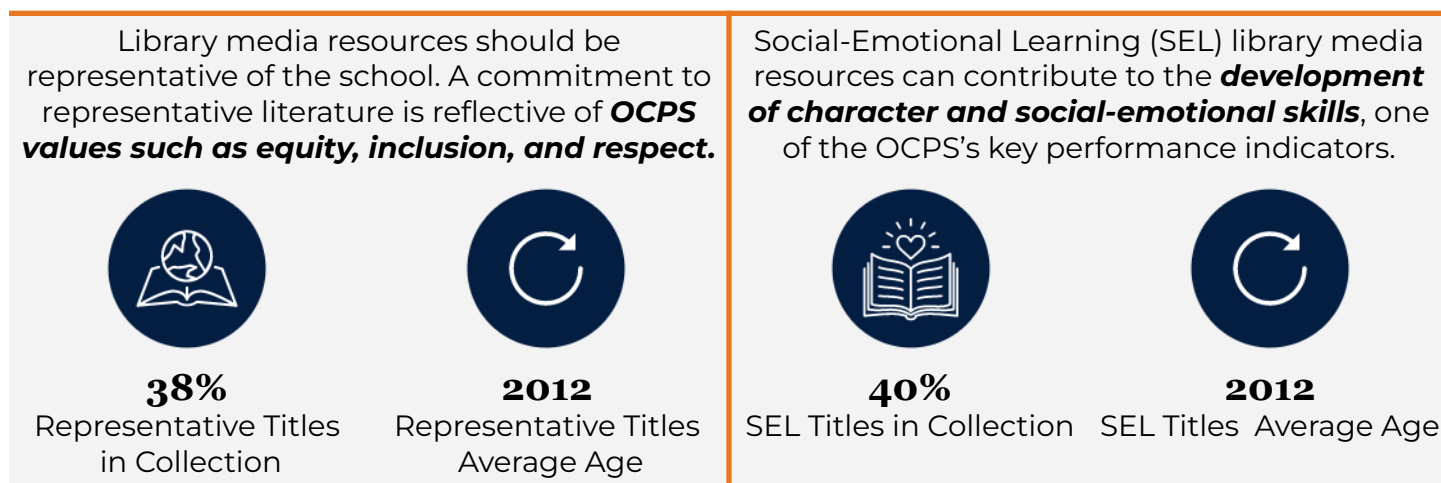 Library media resources should be
representative of the school. A commitment to
representative literature is reflective of OCPS
values such as equity, inclusion, and respect.
38%
Representative Titles
in Collection
2012
Representative Titles
Average Age
Social-Emotional Learning (SEL) library media
resources can contribute to the development
of character and social-emotional skills, one
of the OCPS's key performance indicators.
40%
SEL Titles in Collection
2012
SEL Titles Average Age